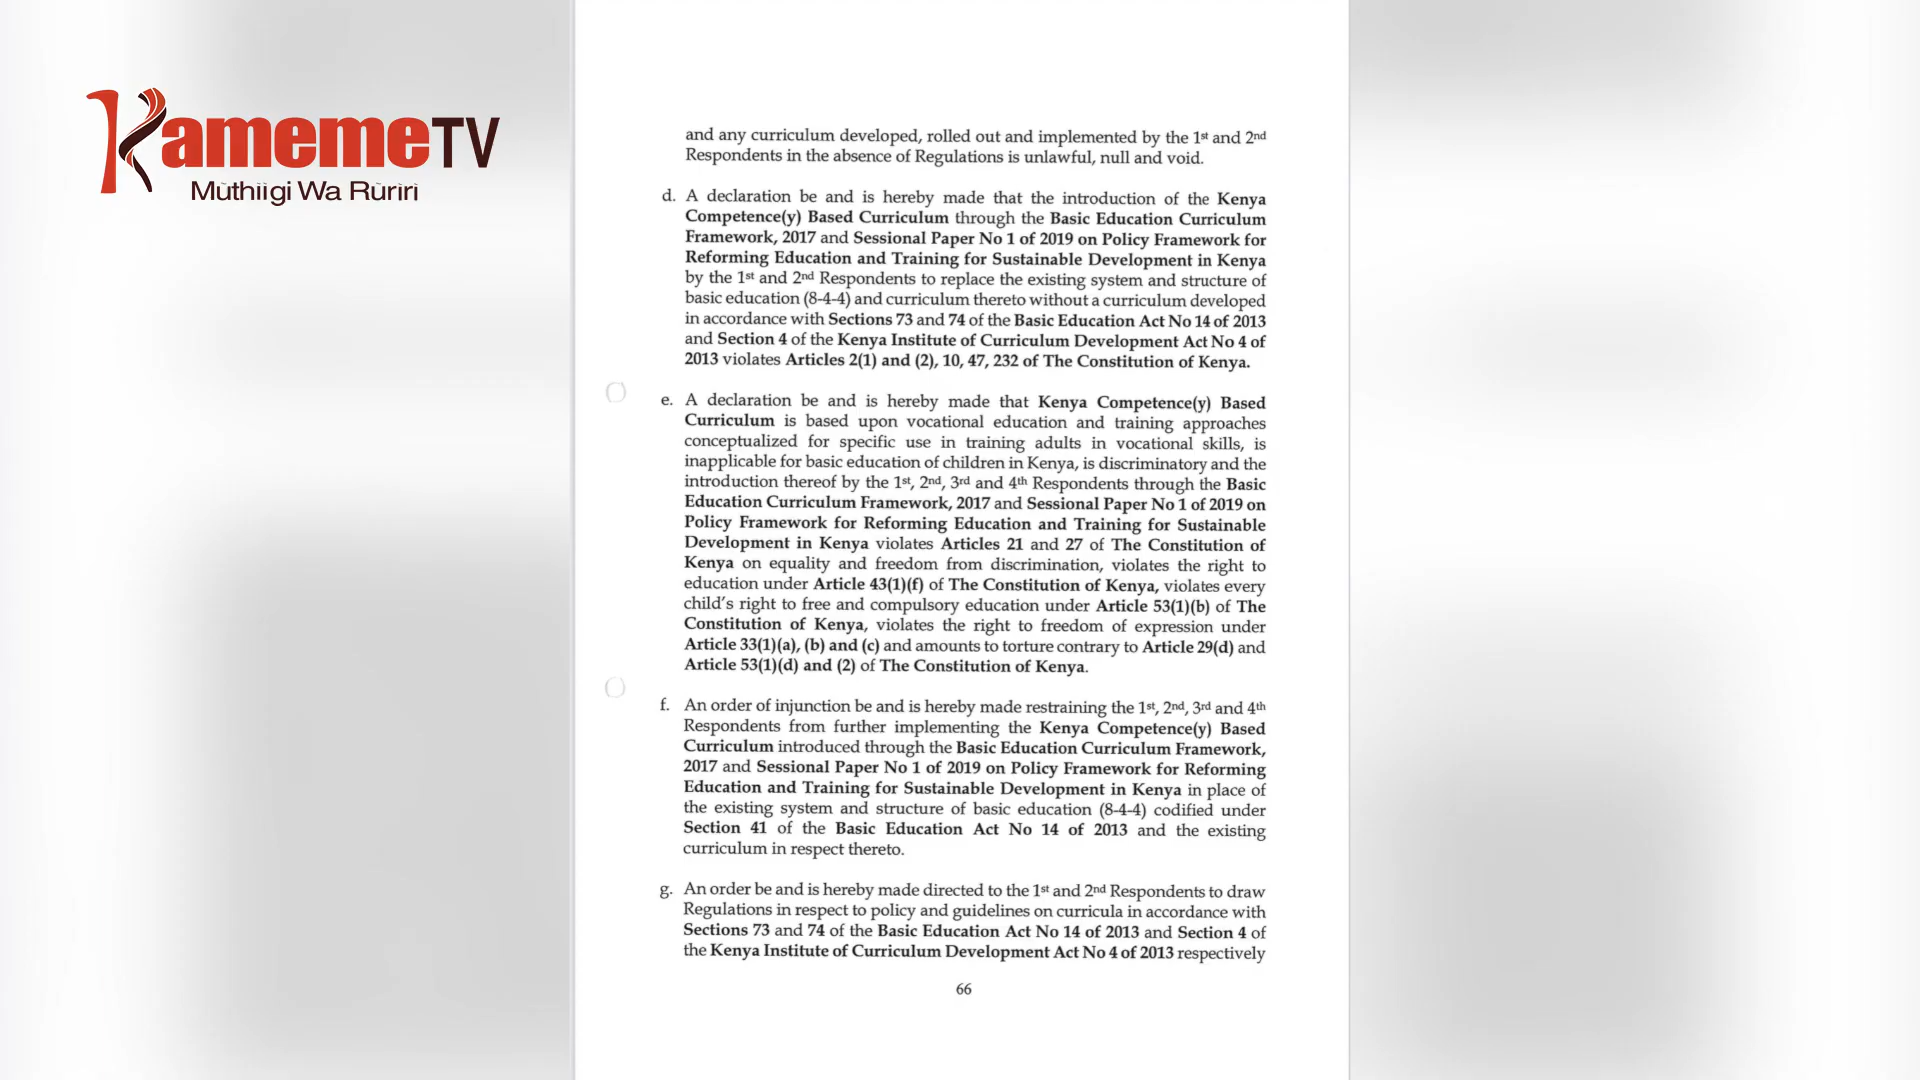 KamemeTV
Mũthiigi Wa Rũrĩrĩ
and any curriculum developed, rolled out and implemented by the 1st and 2nd
Respondents in the absence of Regulations is unlawful, null and void.
d. A declaration be and is hereby made that the introduction of the Kenya
Competence(y) Based Curriculum through the Basic Education Curriculum
Framework, 2017 and Sessional Paper No 1 of 2019 on Policy Framework for
Reforming Education and Training for Sustainable Development in Kenya
by the 1st and 2nd Respondents to replace the existing system and structure of
basic education (8-4-4) and curriculum thereto without a curriculum developed
in accordance with Sections 73 and 74 of the Basic Education Act No 14 of 2013
and Section 4 of the Kenya Institute of Curriculum Development Act No 4 of
2013 violates Articles 2(1) and (2), 10, 47, 232 of The Constitution of Kenya.
e. A declaration be and is hereby made that Kenya Competence(y) Based
Curriculum is based upon vocational education and training approaches
conceptualized for specific use in training adults in vocational skills, is
inapplicable for basic education of children in Kenya, is discriminatory and the
introduction thereof by the 1st, 2nd, 3rd and 4th Respondents through the Basic
Education Curriculum Framework, 2017 and Sessional Paper No 1 of 2019 on
Policy Framework for Reforming Education and Training for Sustainable
Development in Kenya violates Articles 21 and 27 of The Constitution of
Kenya on equality and freedom from discrimination, violates the right to
education under Article 43(1)(f) of The Constitution of Kenya, violates every
child's right to free and compulsory education under Article 53(1)(b) of The
Constitution of Kenya, violates the right to freedom of expression under
Article 33(1)(a), (b) and (c) and amounts to torture contrary to Article 29(d) and
Article 53(1)(d) and (2) of The Constitution of Kenya.
f. An order of injunction be and is hereby made restraining the 1st, 2nd, 3rd and 4th
Respondents from further implementing the Kenya Competence(y) Based
Curriculum introduced through the Basic Education Curriculum Framework,
2017 and Sessional Paper No 1 of 2019 on Policy Framework for Reforming
Education and Training for Sustainable Development in Kenya in place of
the existing system and structure of basic education (8-4-4) codified under
Section 41 of the Basic Education Act No 14 of 2013 and the existing
curriculum in respect thereto.
g. An order be and is hereby made directed to the 1st and 2nd Respondents to draw
Regulations in respect to policy and guidelines on curricula in accordance with
Sections 73 and 74 of the Basic Education Act No 14 of 2013 and Section 4 of
the Kenya Institute of Curriculum Development Act No 4 of 2013 respectively
66